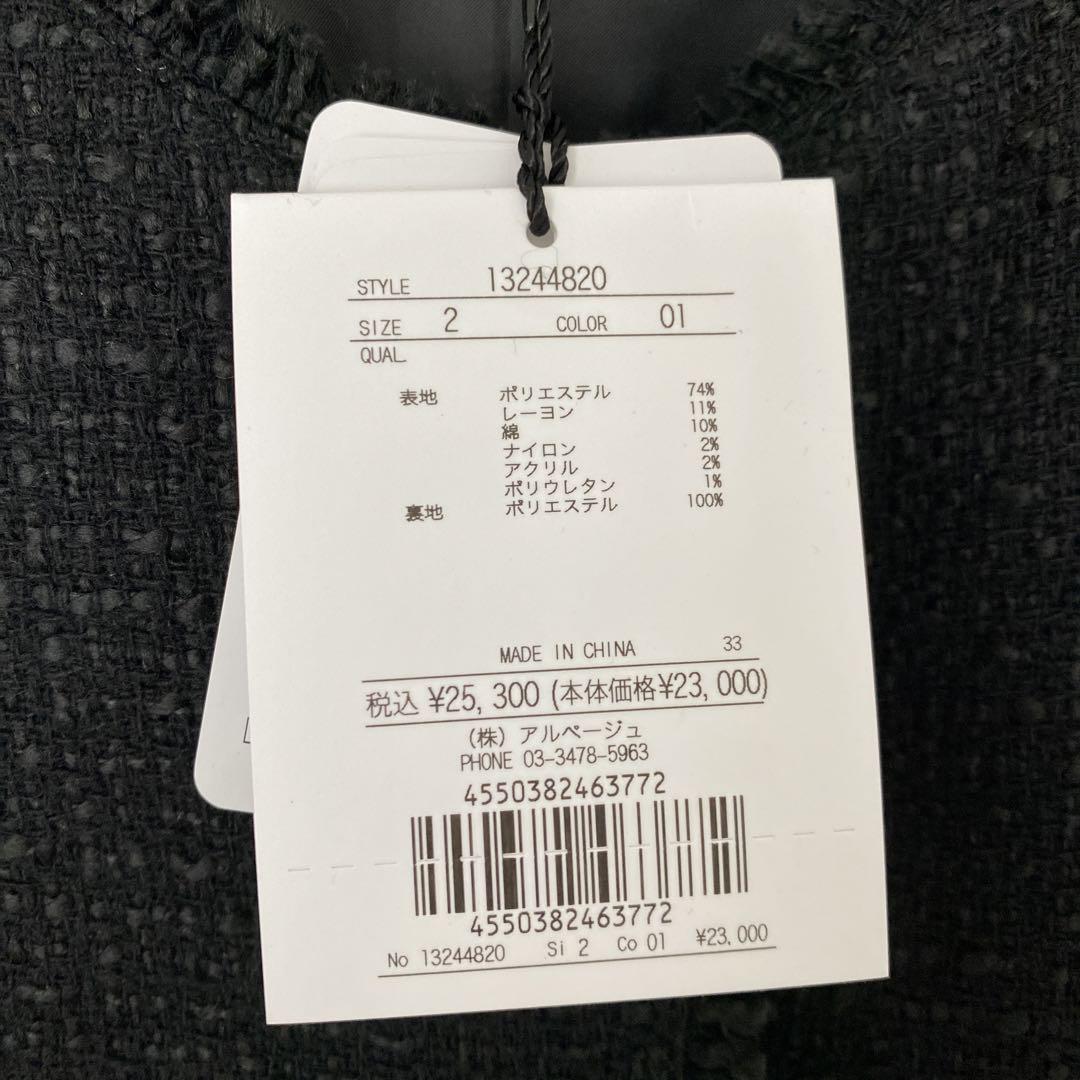 STYLE 13244820
SIZE 2 COLOR 01
QUAL
表地 ポリエステル 74%
レーヨン 11%
綿 10%
ナイロン 2%
アクリル 2%
ポリウレタン 1%
裏地 ポリエステル 100%
MADE IN CHINA 33
税込 ¥25,300 (本体価格¥23,000)
(株) アルページュ
PHONE 03-3478-5963
4550382463772
4550382463772
No 13244820 Si 2 Co 01 ¥23,000